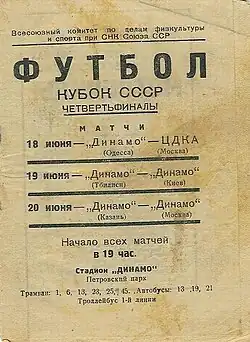 Всесоюзный комитет по делам физкультуры
и спорта при СНК Союза ССР
ФУТБОЛ
КУБОК СССР
ЧЕТВЕРТЬФИНАЛЫ
МАТЧИ
18 июня—„Динамо“—ЦДКА
(Одесса) (Москва)
19 июня—„Динамо“—„Динамо“
(Тбилиси) (Киев)
20 июня—„Динамо“—„Динамо“
(Казань) (Москва)
Начало всех матчей
в 19 час.
Стадион „ДИНАМО“
Петровский парк
Трамваи: 1, 6, 13, 23, 25, 45. Автобусы: 13, 19, 21
Троллейбус 1-й линии